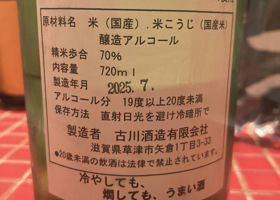 原材料名 米(国産)、米こうじ(国産米)
醸造アルコール
精米歩合 70%
内容量 720ml
製造年月 2025.7.
アルコール分 19度以上20度未満
保存方法 直射日光を避け冷暗所で
製造者 古川酒造有限会社
滋賀県草津市矢倉1丁目3-33
●20歳未満の飲酒は法律で禁止されています。
冷やしても、
燗しても、うまい酒